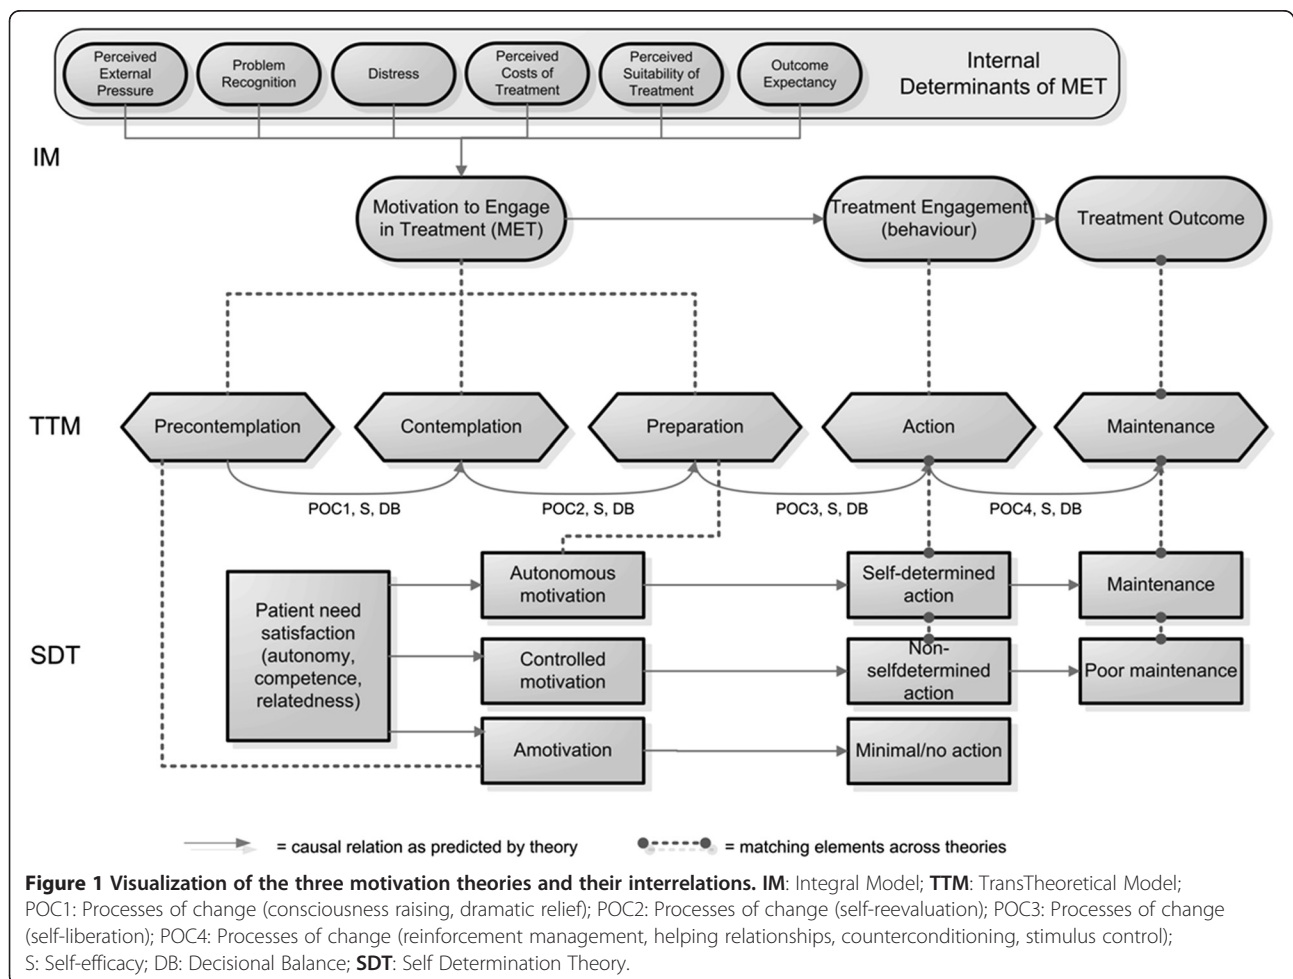 Perceived
External
Pressure
Problem
Recognition
Distress
Perceived
Costs of
Treatment
Perceived
Suitability of
Treatment
Outcome
Expectancy
Internal
Determinants of MET
IM
Motivation to Engage
in Treatment (MET)
Treatment Engagement
(behaviour)
Treatment Outcome
TTM
Precontemplation
Contemplation
Preparation
Action
Maintenance
POC1, S, DB
POC2, S, DB
POC3, S, DB
POC4, S, DB
SDT
Patient need
satisfaction
(autonomy,
competence,
relatedness)
Autonomous
motivation
Self-determined
action
Maintenance
Controlled
motivation
Non-
selfdetermined
action
Poor maintenance
Amotivation
Minimal/no action
= causal relation as predicted by theory
= matching elements across theories
Figure 1 Visualization of the three motivation theories and their interrelations. IM: Integral Model; TTM: TransTheoretical Model;
POC1: Processes of change (consciousness raising, dramatic relief); POC2: Processes of change (self-reevaluation); POC3: Processes of change
(self-liberation); POC4: Processes of change (reinforcement management, helping relationships, counterconditioning, stimulus control);
S: Self-efficacy; DB: Decisional Balance; SDT: Self Determination Theory.